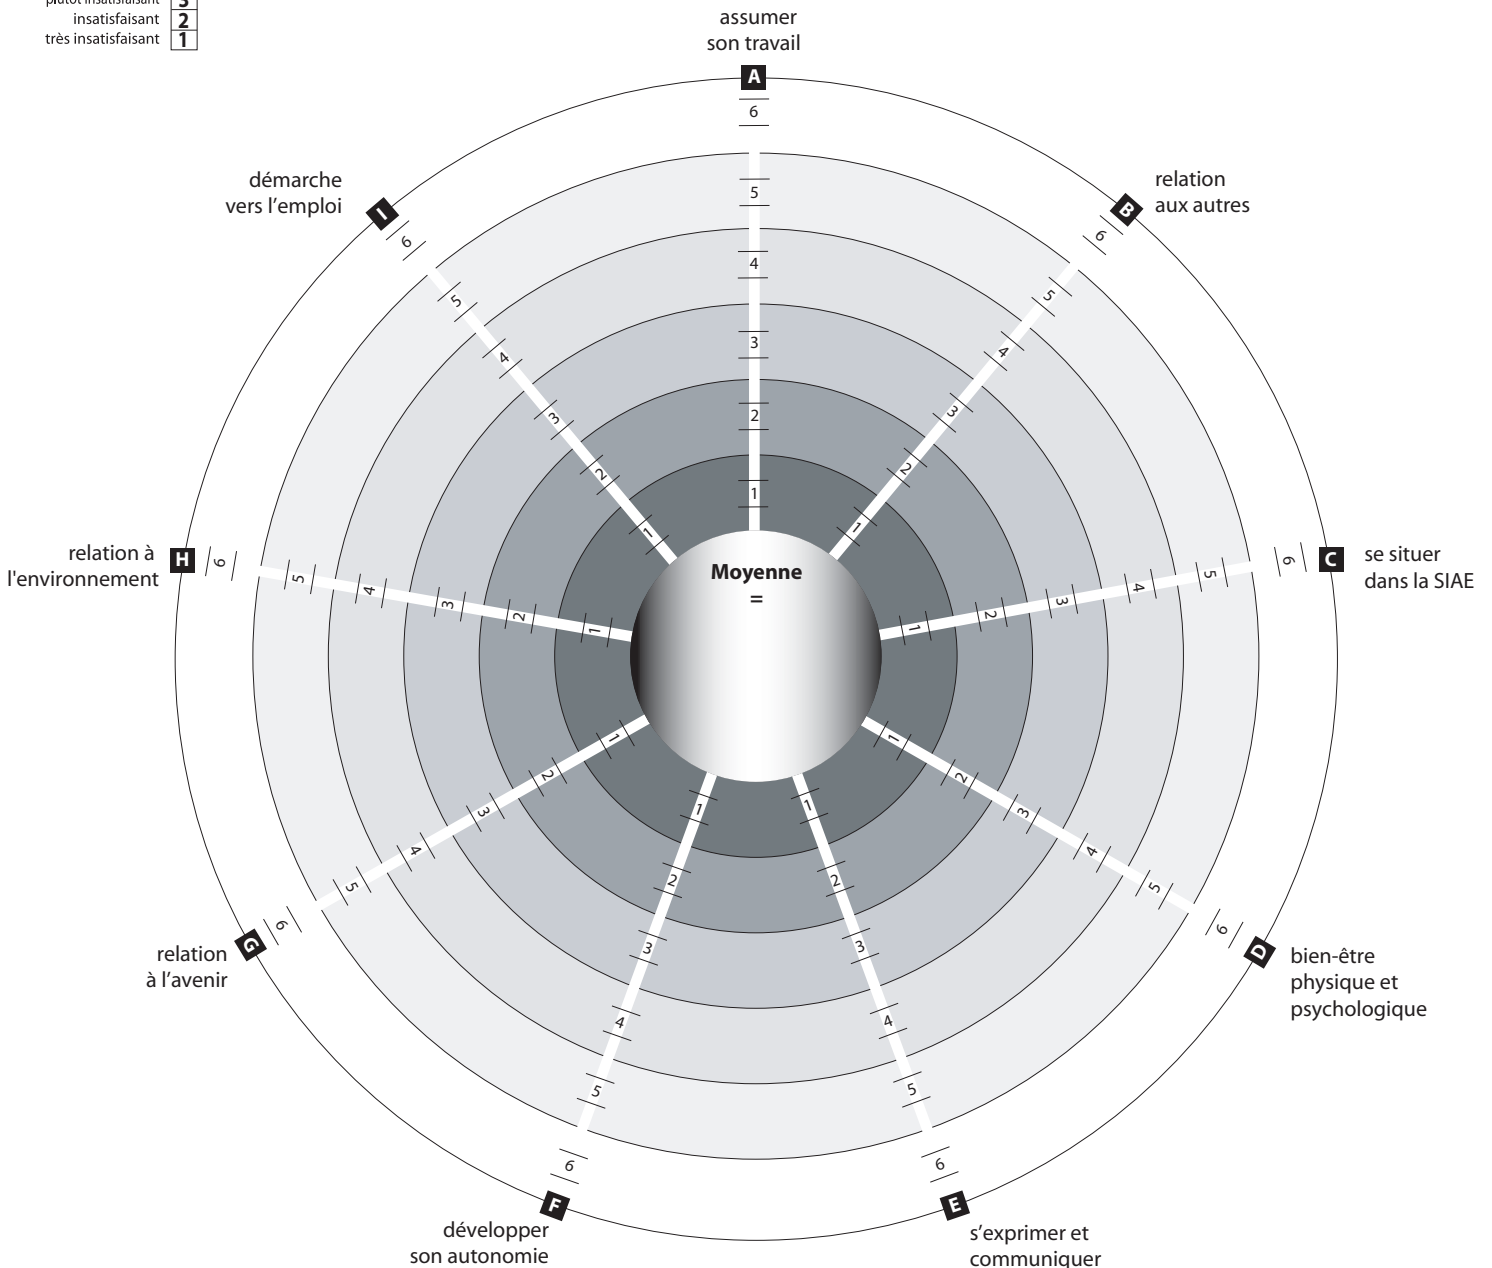 plutôt insatisfaisant 3
insatisfaisant 2
très insatisfaisant 1
assumer
son travail
A
6
5
4
3
2
1
relation
aux autres
B
6
5
4
3
2
1
se situer
dans la SIAE
C
6
5
4
3
2
1
bien-être
physique et
psychologique
D
6
5
4
3
2
1
s'exprimer et
communiquer
E
6
5
4
3
2
1
développer
son autonomie
F
6
5
4
3
2
1
relation
à l'avenir
G
6
5
4
3
2
1
relation à
l'environnement
H
6
5
4
3
2
1
démarche
vers l'emploi
I
6
5
4
3
2
1
Moyenne
=